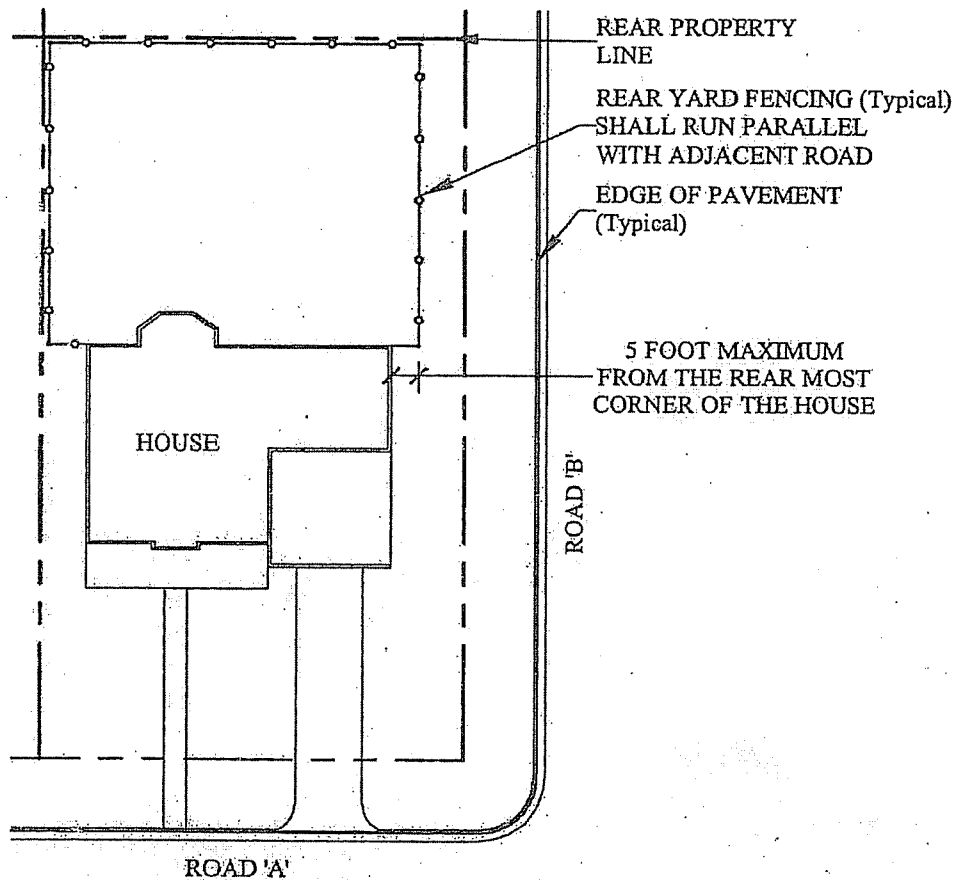 REAR PROPERTY
LINE
REAR YARD FENCING (Typical)
SHALL RUN PARALLEL
WITH ADJACENT ROAD
EDGE OF PAVEMENT
(Typical)
5 FOOT MAXIMUM
FROM THE REAR MOST
CORNER OF THE HOUSE
HOUSE
ROAD 'B'
ROAD 'A'